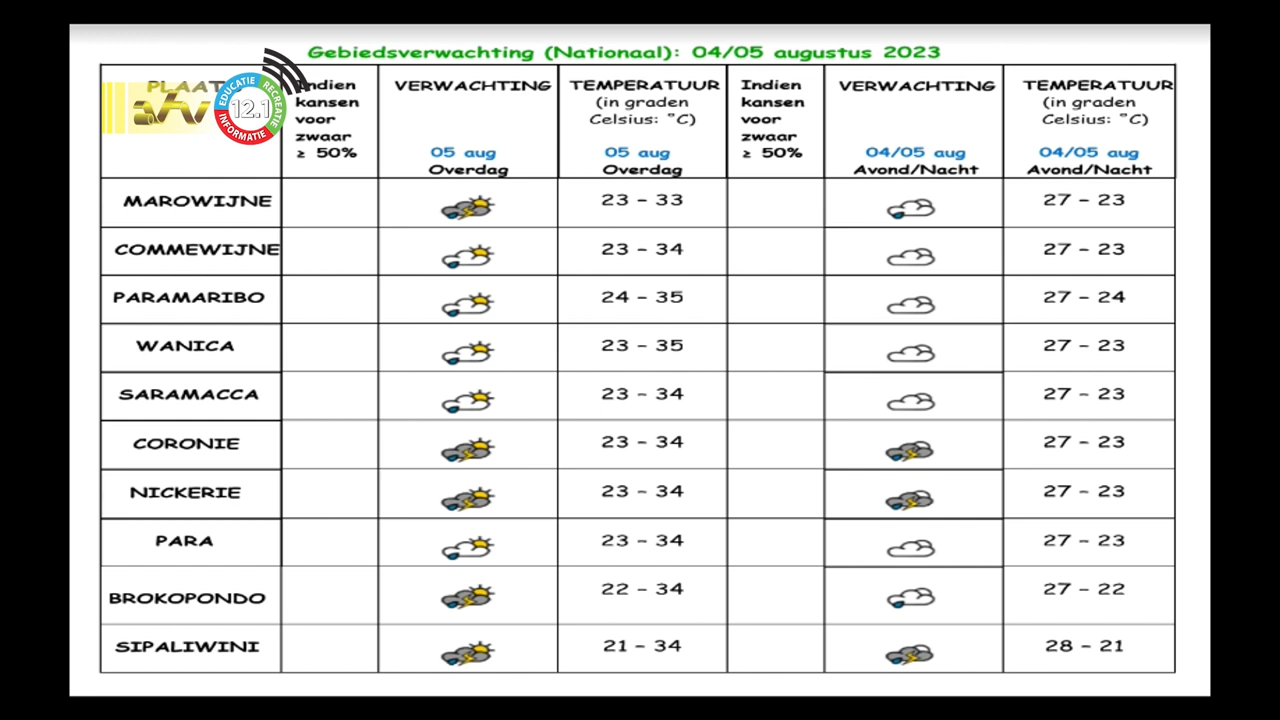 Gebiedsverwachting (Nationaal): 04/05 augustus 2023
PLAAT
EDUCATIE
RECREATIE
INFORMATIE
12.1
Indien kansen voor zwaar ≥ 50%
VERWACHTING
05 aug
Overdag
TEMPERATUUR
(in graden Celsius: °C)
05 aug
Overdag
Indien kansen voor zwaar ≥ 50%
VERWACHTING
04/05 aug
Avond/Nacht
TEMPERATUUR
(in graden Celsius: °C)
04/05 aug
Avond/Nacht
MAROWIJNE 23 - 33 27 - 23
COMMEWIJNE 23 - 34 27 - 23
PARAMARIBO 24 - 35 27 - 24
WANICA 23 - 35 27 - 23
SARAMACCA 23 - 34 27 - 23
CORONIE 23 - 34 27 - 23
NICKERIE 23 - 34 27 - 23
PARA 23 - 34 27 - 23
BROKOPONDO 22 - 34 27 - 22
SIPALIWINI 21 - 34 28 - 21